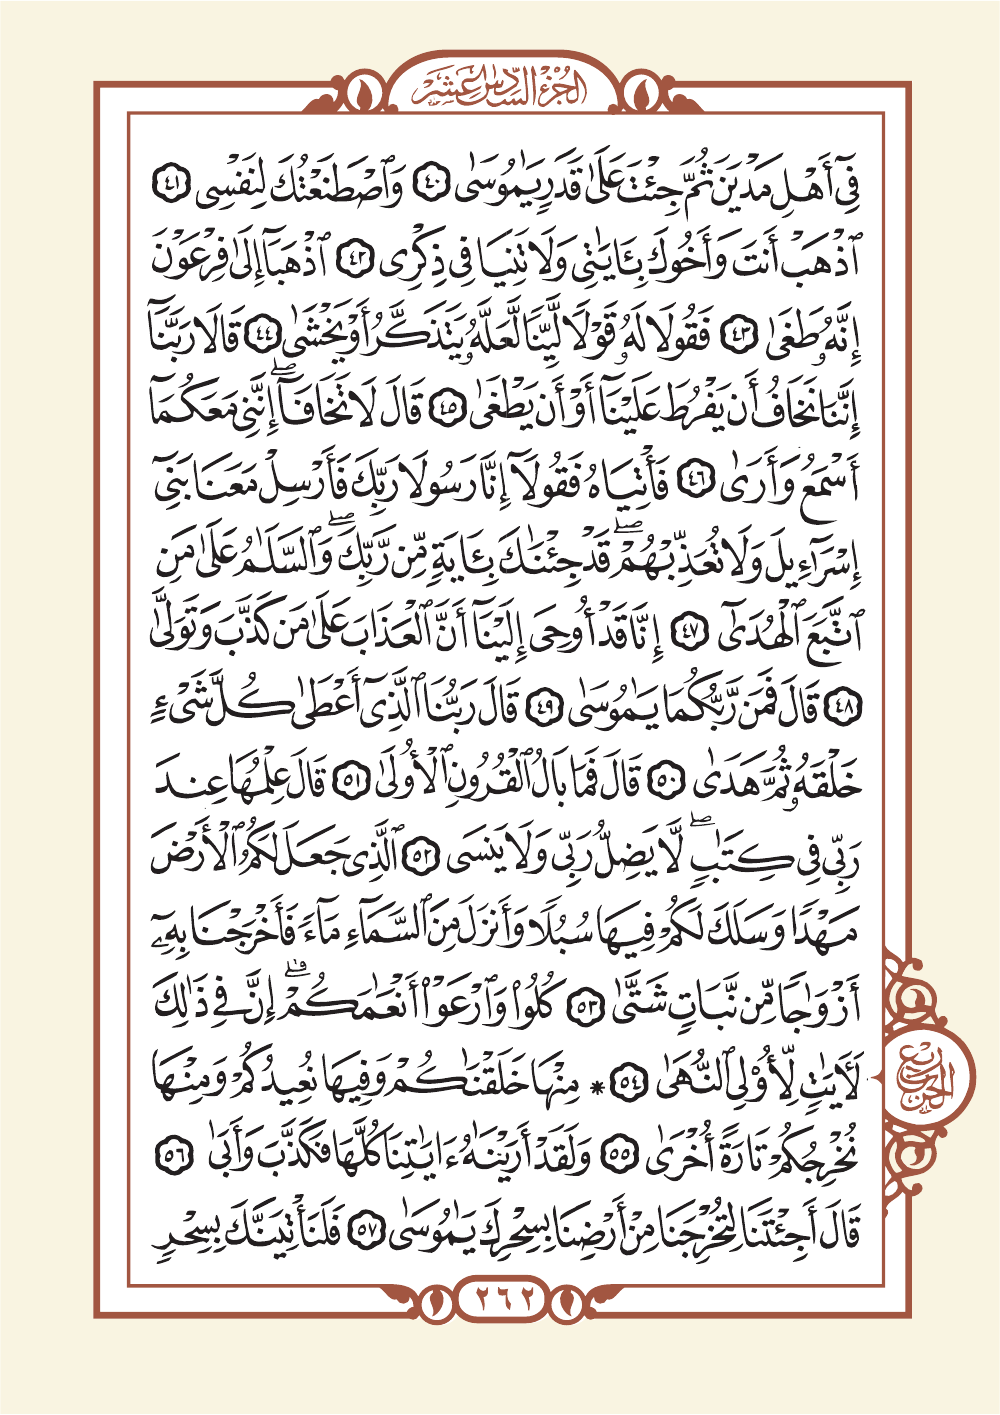 الجزء السادس عشر
فِىٓ أَهْلِ مَدْيَنَ ثُمَّ جِئْتَ عَلَىٰ قَدَرٍ يَٰمُوسَىٰ ٤٠ وَٱصْطَنَعْتُكَ لِنَفْسِى ٤١
ٱذْهَبْ أَنتَ وَأَخُوكَ بِـَٔايَٰتِى وَلَا تَنِيَا فِى ذِكْرِى ٤٢ ٱذْهَبَآ إِلَىٰ فِرْعَوْنَ
إِنَّهُۥ طَغَىٰ ٤٣ فَقُولَا لَهُۥ قَوْلًا لَّيِّنًا لَّعَلَّهُۥ يَتَذَكَّرُ أَوْ يَخْشَىٰ ٤٤ قَالَا رَبَّنَآ
إِنَّنَا نَخَافُ أَن يَفْرُطَ عَلَيْنَآ أَوْ أَن يَطْغَىٰ ٤٥ قَالَ لَا تَخَافَآ ۖ إِنَّنِى مَعَكُمَآ
أَسْمَعُ وَأَرَىٰ ٤٦ فَأْتِيَاهُ فَقُولَآ إِنَّا رَسُولَا رَبِّكَ فَأَرْسِلْ مَعَنَا بَنِىٓ
إِسْرَٰٓءِيلَ وَلَا تُعَذِّبْهُمْ ۖ قَدْ جِئْنَٰكَ بِـَٔايَةٍ مِّن رَّبِّكَ ۖ وَٱلسَّلَٰمُ عَلَىٰ مَنِ
ٱتَّبَعَ ٱلْهُدَىٰٓ ٤٧ إِنَّا قَدْ أُوحِىَ إِلَيْنَآ أَنَّ ٱلْعَذَابَ عَلَىٰ مَن كَذَّبَ وَتَوَلَّىٰ
٤٨ قَالَ فَمَن رَّبُّكُمَا يَٰمُوسَىٰ ٤٩ قَالَ رَبُّنَا ٱلَّذِىٓ أَعْطَىٰ كُلَّ شَىْءٍ
خَلْقَهُۥ ثُمَّ هَدَىٰ ٥٠ قَالَ فَمَا بَالُ ٱلْقُرُونِ ٱلْأُولَىٰ ٥١ قَالَ عِلْمُهَا عِندَ
رَبِّى فِى كِتَٰبٍ ۖ لَّا يَضِلُّ رَبِّى وَلَا يَنسَى ٥٢ ٱلَّذِى جَعَلَ لَكُمُ ٱلْأَرْضَ
مَهْدًا وَسَلَكَ لَكُمْ فِيهَا سُبُلًا وَأَنزَلَ مِنَ ٱلسَّمَآءِ مَآءً فَأَخْرَجْنَا بِهِۦٓ
أَزْوَٰجًا مِّن نَّبَاتٍ شَتَّىٰ ٥٣ كُلُوا۟ وَٱرْعَوْا۟ أَنْعَٰمَكُمْ ۗ إِنَّ فِى ذَٰلِكَ
لَـَٔايَٰتٍ لِّأُو۟لِى ٱلنُّهَىٰ ٥٤ * مِنْهَا خَلَقْنَٰكُمْ وَفِيهَا نُعِيدُكُمْ وَمِنْهَا
نُخْرِجُكُمْ تَارَةً أُخْرَىٰ ٥٥ وَلَقَدْ أَرَيْنَٰهُ ءَايَٰتِنَا كُلَّهَا فَكَذَّبَ وَأَبَىٰ ٥٦
قَالَ أَجِئْتَنَا لِتُخْرِجَنَا مِنْ أَرْضِنَا بِسِحْرِكَ يَٰمُوسَىٰ ٥٧ فَلَنَأْتِيَنَّكَ بِسِحْرٍ
ربع الحزب
٢٦٢